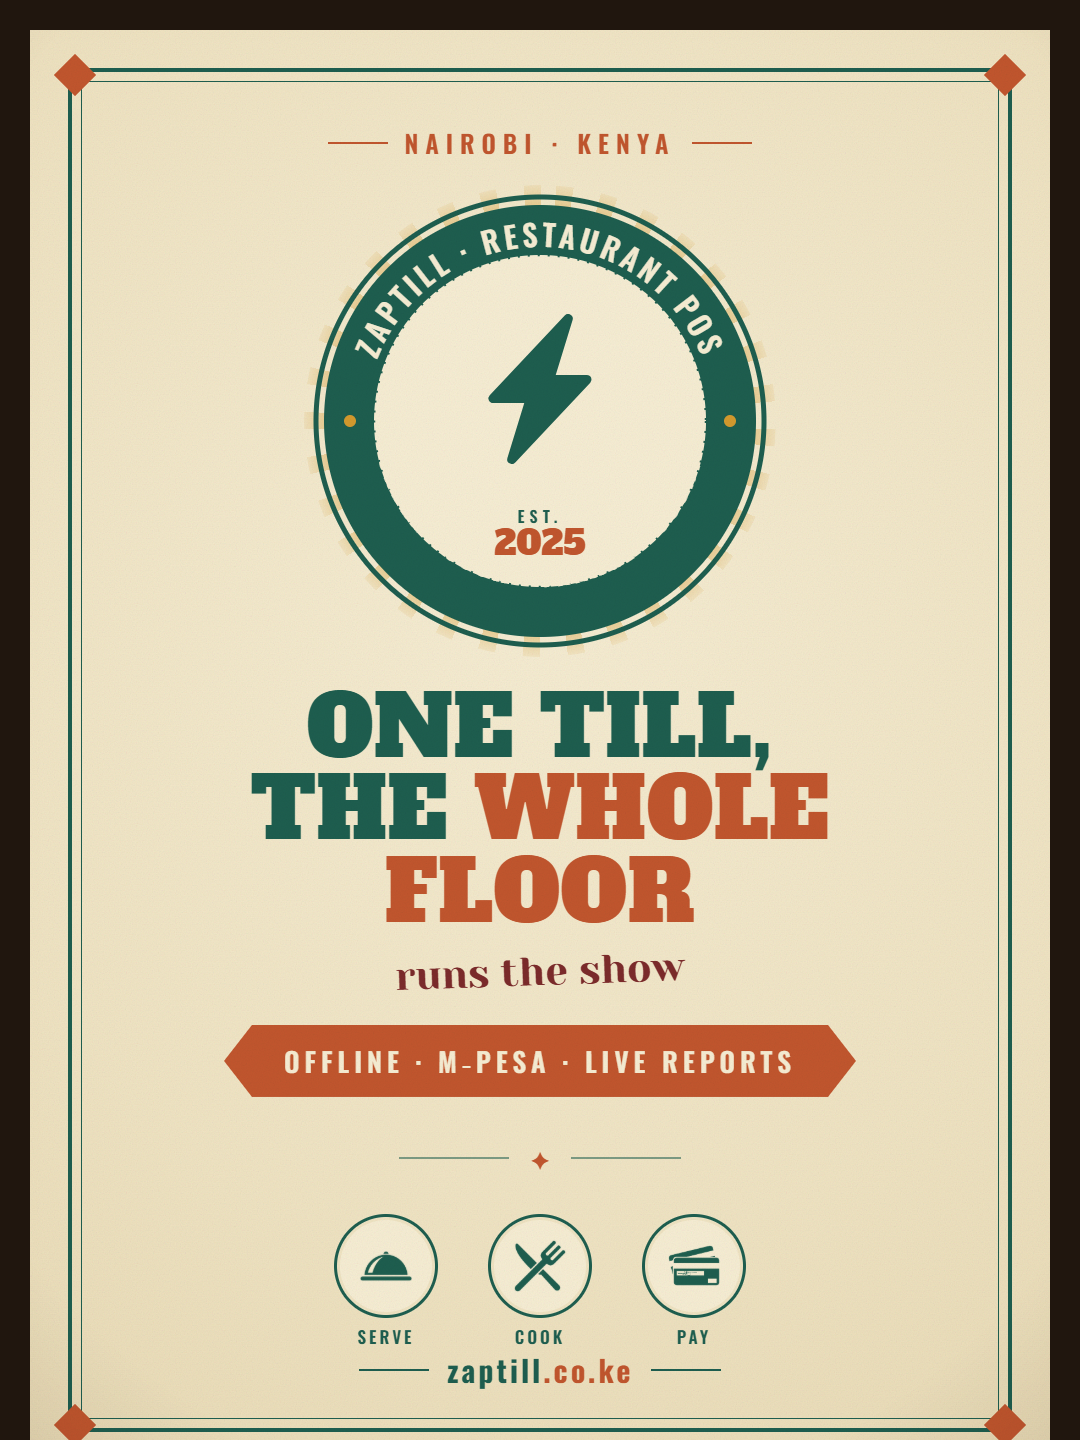 NAIROBI · KENYA
ZAPTILL · RESTAURANT POS
EST.
2025
ONE TILL,
THE WHOLE
FLOOR
runs the show
OFFLINE · M-PESA · LIVE REPORTS
SERVE COOK PAY
zaptill.co.ke